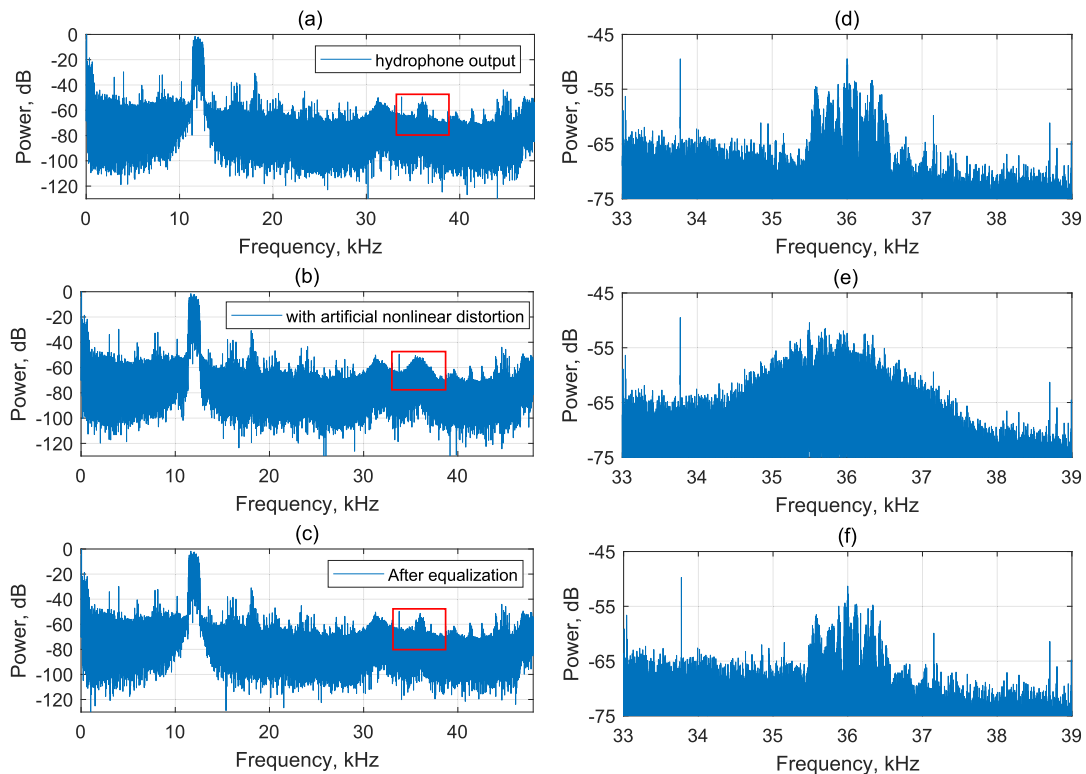 (a)
0
-20
-40
-60
-80
-100
-120
Power, dB
hydrophone output
0 10 20 30 40
Frequency, kHz
(d)
-45
-55
-65
-75
Power, dB
33 34 35 36 37 38 39
Frequency, kHz
(b)
0
-20
-40
-60
-80
-100
-120
Power, dB
with artificial nonlinear distortion
0 10 20 30 40
Frequency, kHz
(e)
-45
-55
-65
-75
Power, dB
33 34 35 36 37 38 39
Frequency, kHz
(c)
0
-20
-40
-60
-80
-100
-120
Power, dB
After equalization
0 10 20 30 40
Frequency, kHz
(f)
-45
-55
-65
-75
Power, dB
33 34 35 36 37 38 39
Frequency, kHz